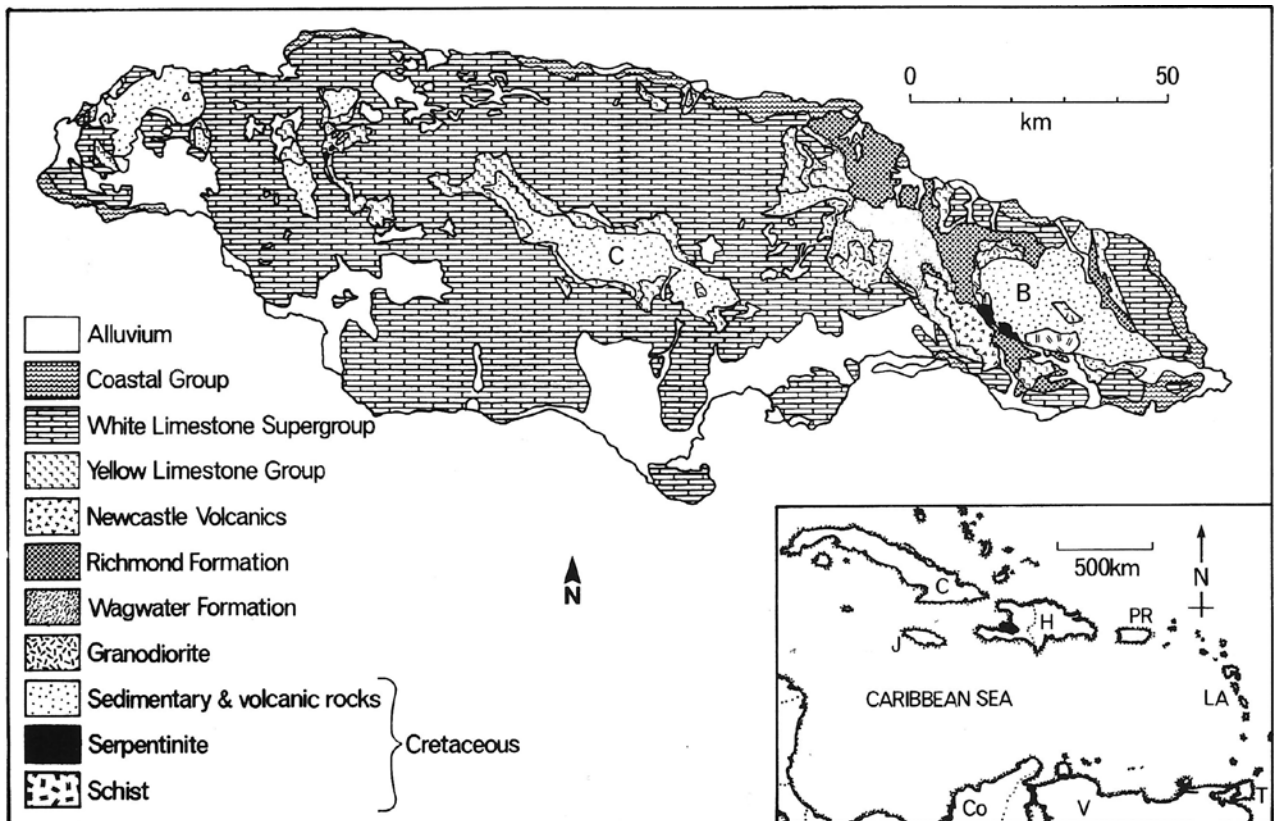 0 50
km
C
B
Alluvium
Coastal Group
White Limestone Supergroup
Yellow Limestone Group
Newcastle Volcanics
Richmond Formation
Wagwater Formation
Granodiorite
Sedimentary & volcanic rocks
Serpentinite
Schist
Cretaceous
N
500km
N
C
H
PR
J
CARIBBEAN SEA
LA
Co
V
T